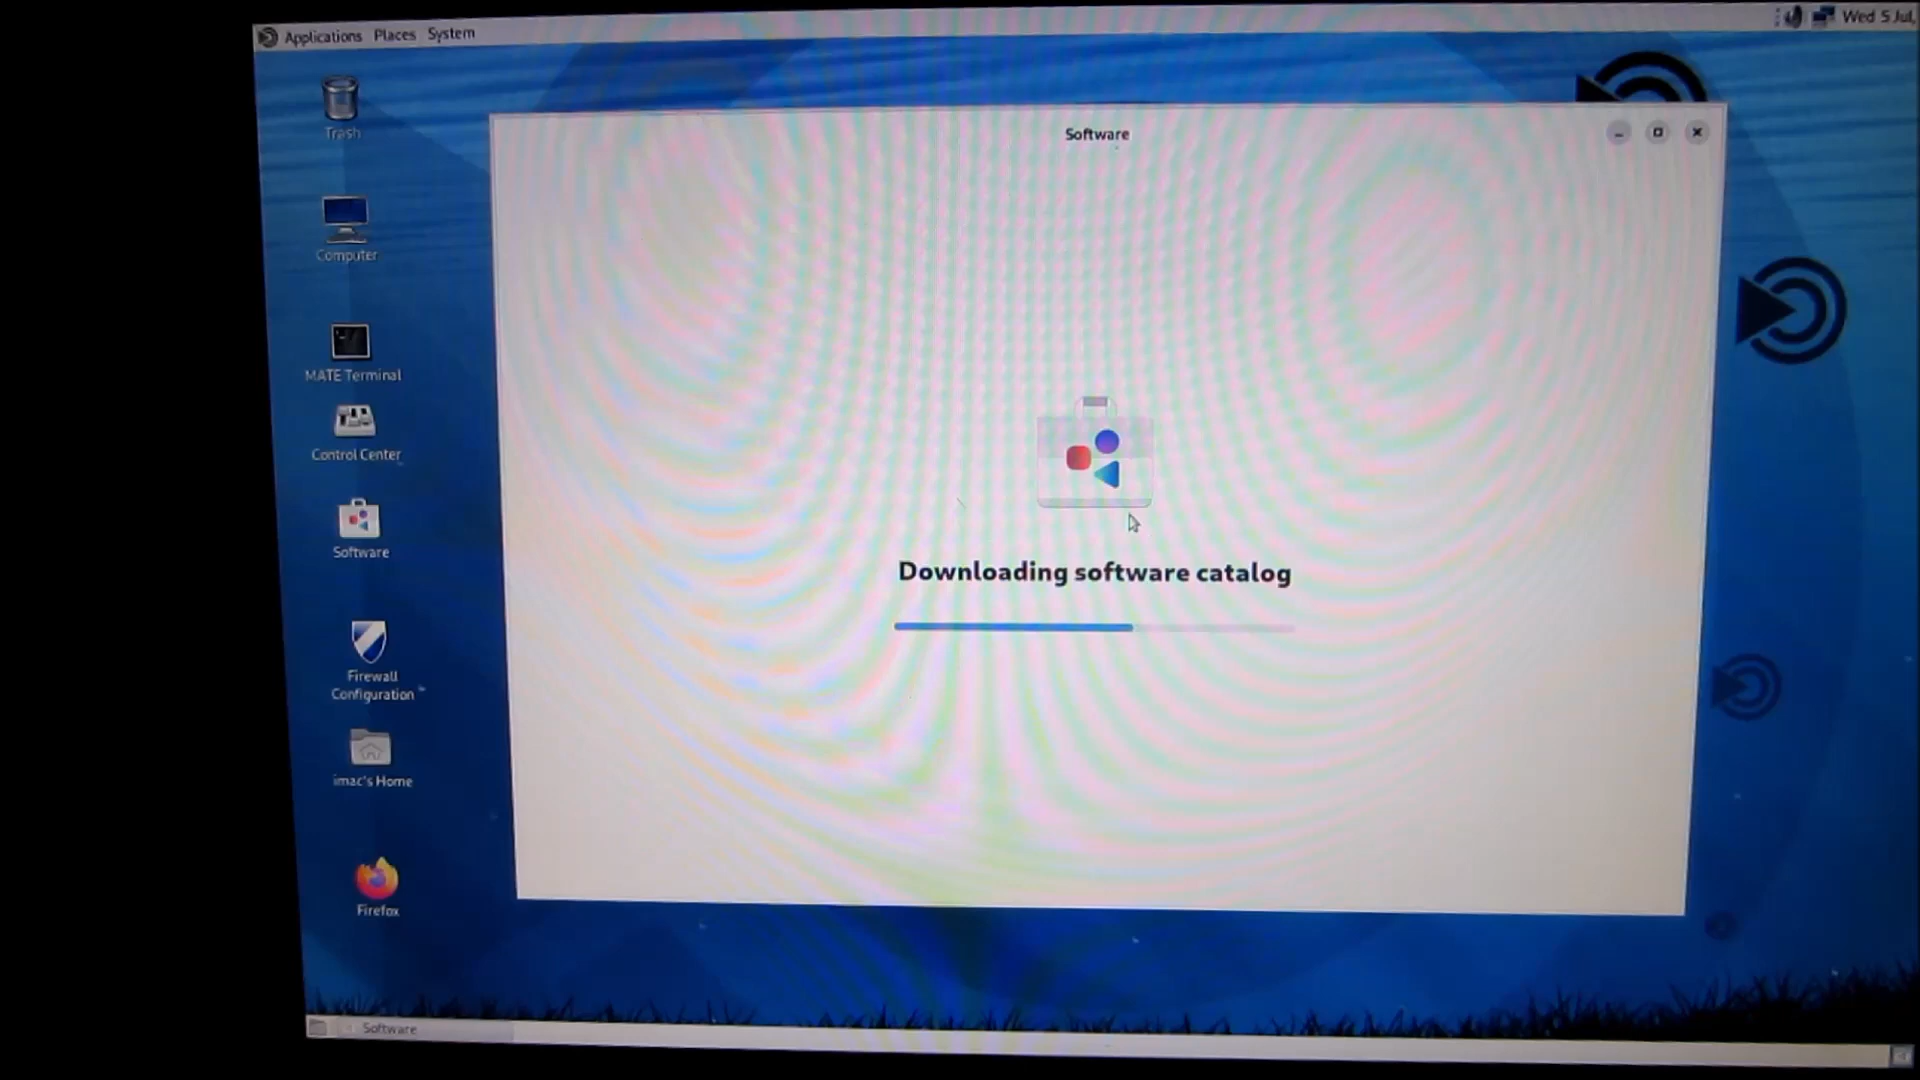 Applications Places System
Wed 5 Jul,
Trash
Software
Computer
MATE Terminal
Control Center
Software
Downloading software catalog
Firewall
Configuration
imac's Home
Firefox
Software